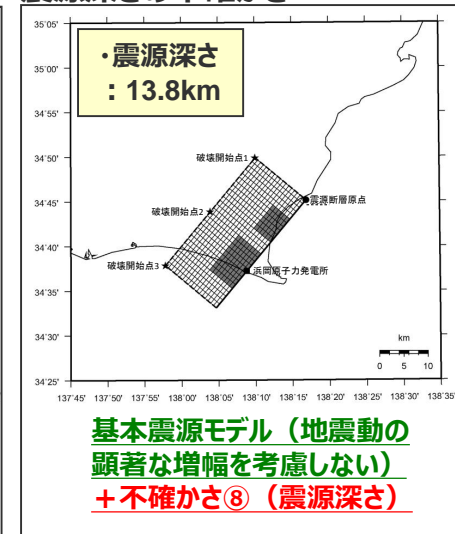 ・震源深さ
：13.8km
35°05'
35°00'
34°55'
34°50'
34°45'
34°40'
34°35'
34°30'
34°25'
破壊開始点1
震源断層原点
破壊開始点2
破壊開始点3
浜岡原子力発電所
km
0 5 10
137°45' 137°50' 137°55' 138°00' 138°05' 138°10' 138°15' 138°20' 138°25' 138°30' 138°35'
基本震源モデル（地震動の
顕著な増幅を考慮しない）
＋不確かさ⑧（震源深さ）